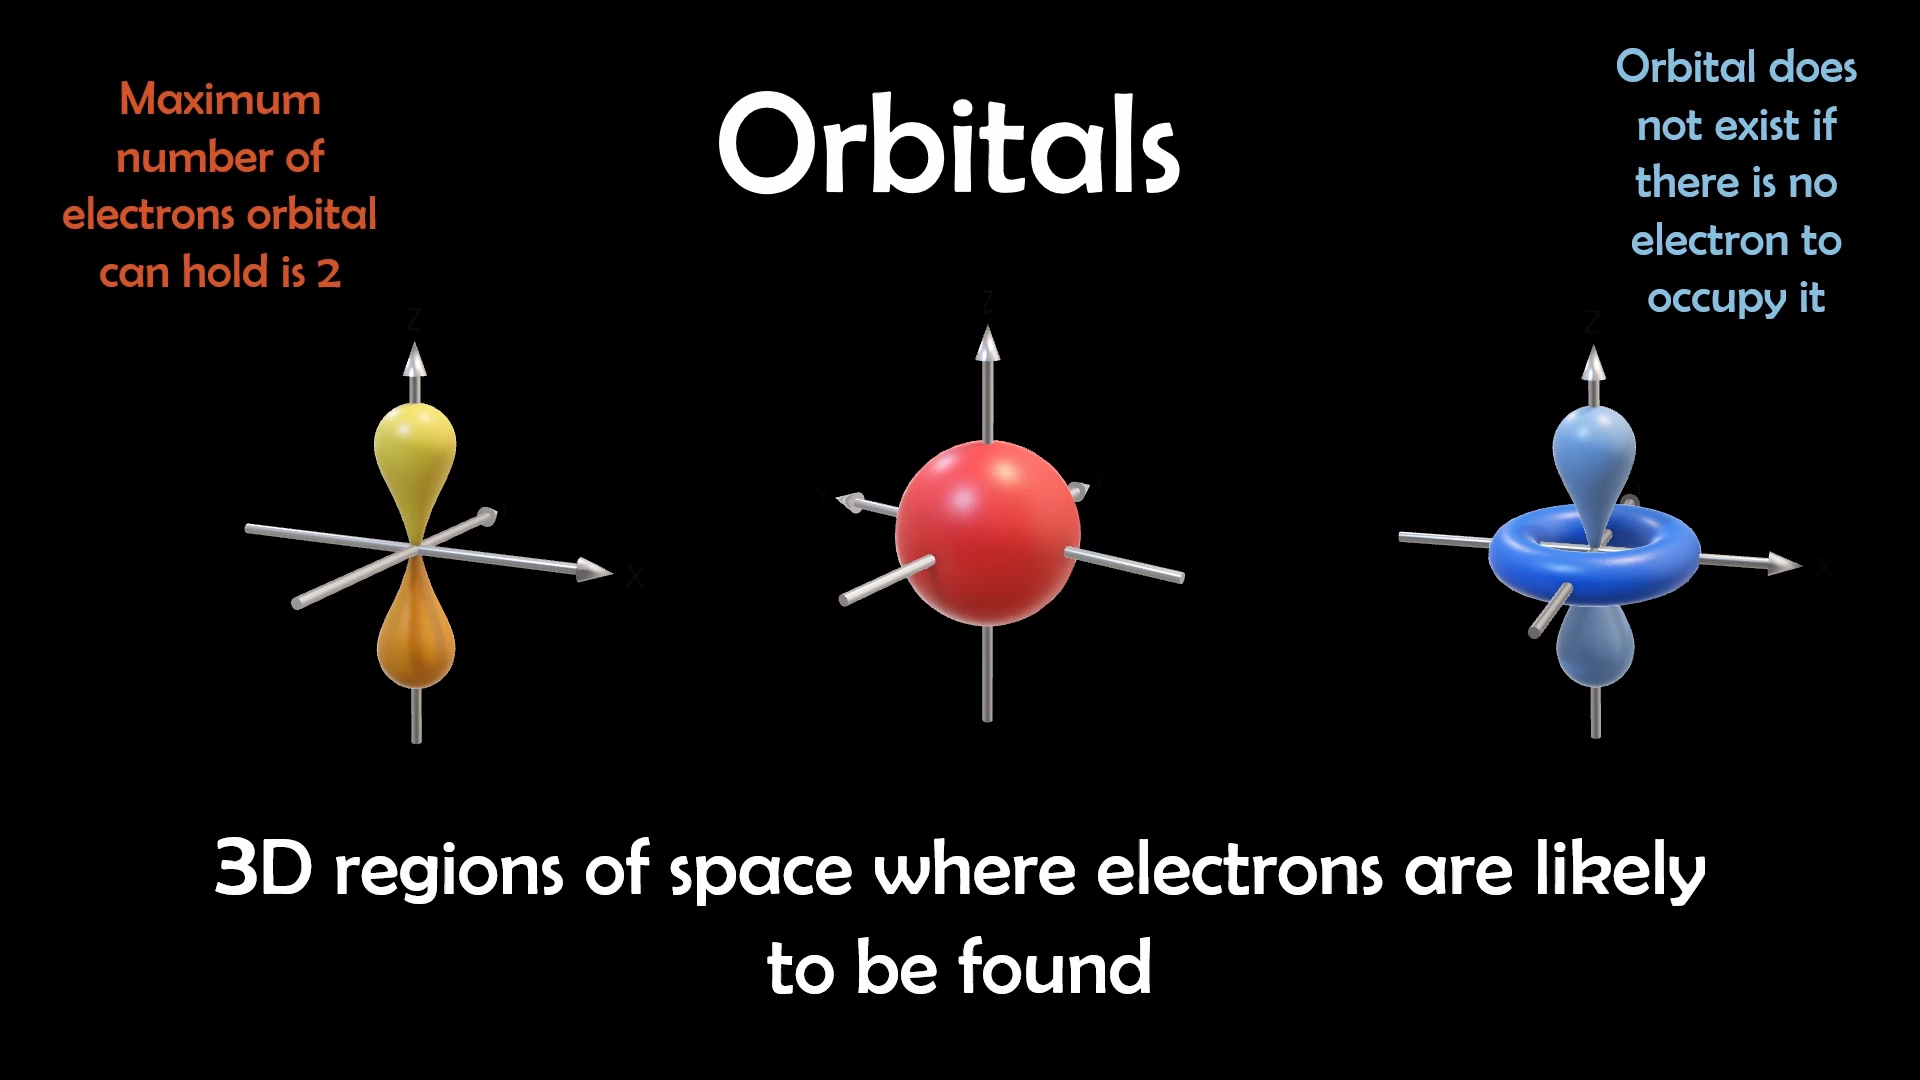 Orbitals
Maximum
number of
electrons orbital
can hold is 2
Orbital does
not exist if
there is no
electron to
occupy it
Z
X
Z
Y
Z
X
3D regions of space where electrons are likely
to be found